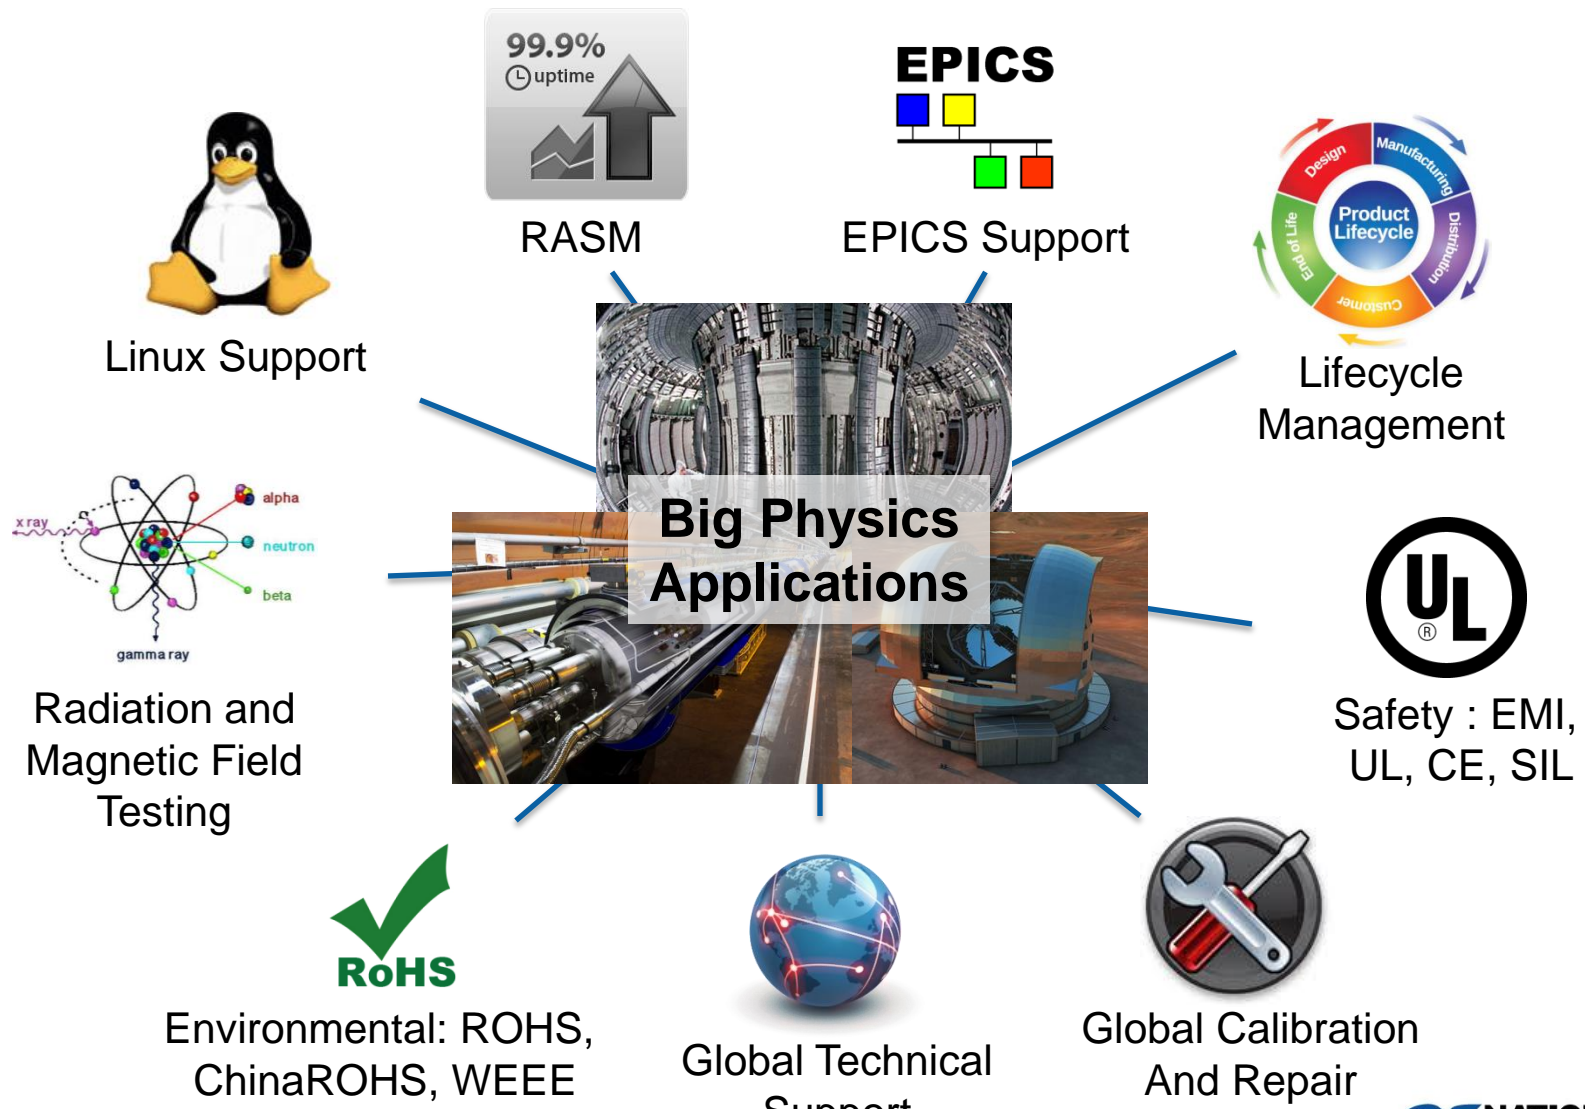 99.9%
uptime
RASM
EPICS
EPICS Support
Linux Support
Design
Manufacturing
Distribution
Customer
End of Life
Product
Lifecycle
Lifecycle
Management
x ray
alpha
neutron
beta
gamma ray
Radiation and
Magnetic Field
Testing
Big Physics
Applications
UL
®
Safety : EMI,
UL, CE, SIL
RoHS
Environmental: ROHS,
ChinaROHS, WEEE
Global Technical
Support
Global Calibration
And Repair